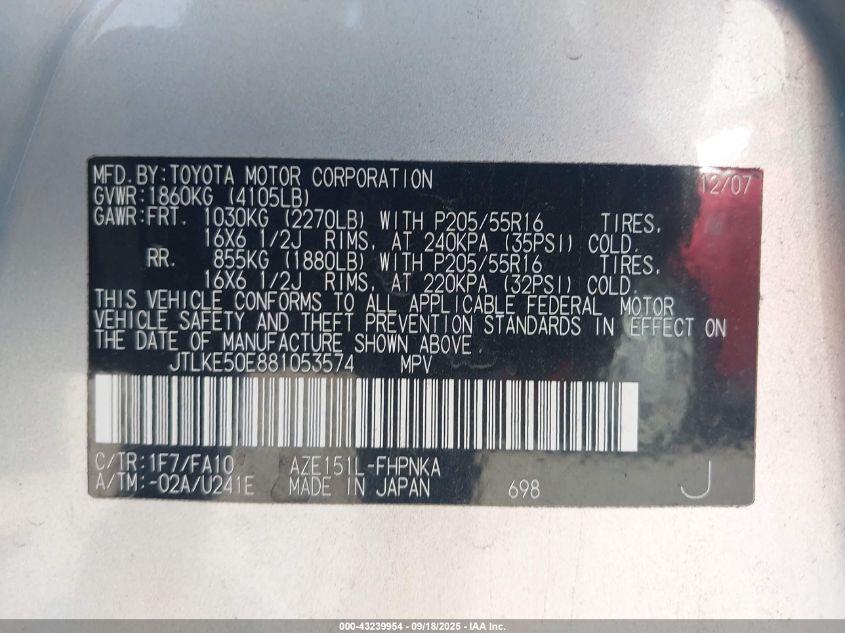 MFD.BY:TOYOTA MOTOR CORPORATION 12/07
GVWR:1860KG (4105LB)
GAWR:FRT. 1030KG (2270LB) WITH P205/55R16 TIRES,
16X6 1/2J RIMS, AT 240KPA (35PSI) COLD.
RR. 855KG (1880LB) WITH P205/55R16 TIRES,
16X6 1/2J RIMS, AT 220KPA (32PSI) COLD.
THIS VEHICLE CONFORMS TO ALL APPLICABLE FEDERAL MOTOR
VEHICLE SAFETY AND THEFT PREVENTION STANDARDS IN EFFECT ON
THE DATE OF MANUFACTURE SHOWN ABOVE.
JTLKE50E881053574 MPV
C/TR:1F7/FA10 AZE151L-FHPNKA
A/TM:-02A/U241E MADE IN JAPAN 698 J
000-43239954 - 09/18/2025 - IAA Inc.